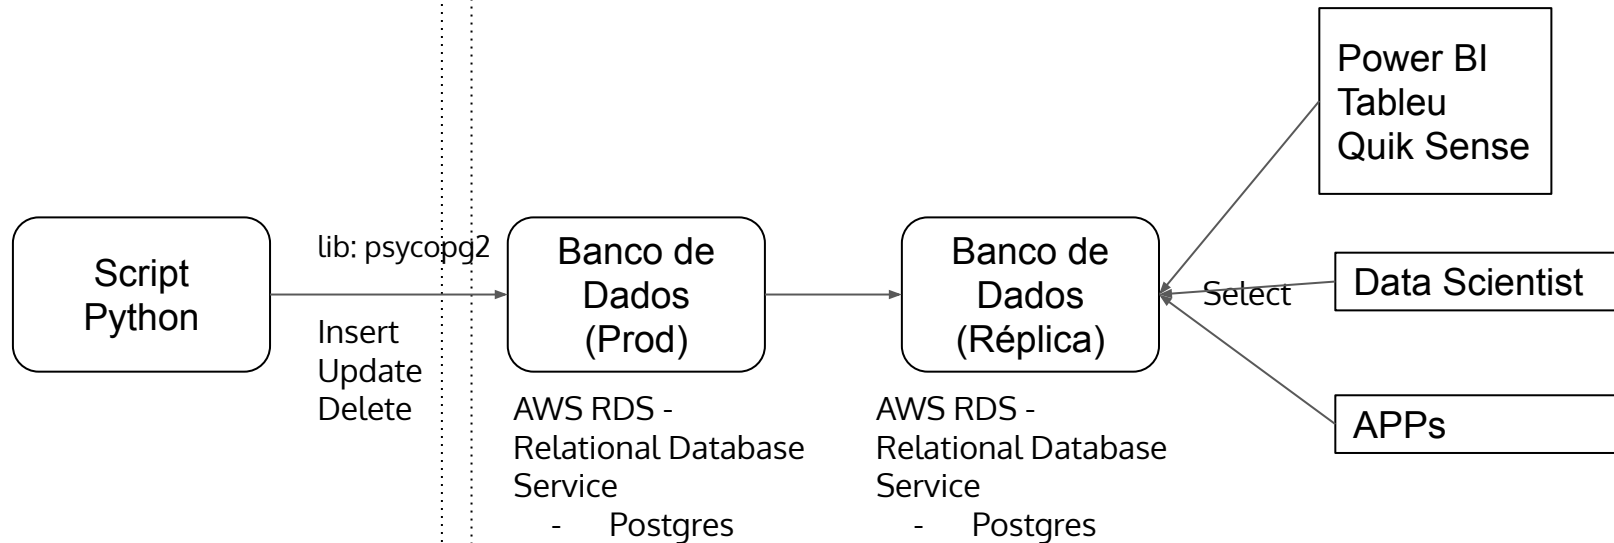 Script
Python
lib: psycopg2
Insert
Update
Delete
Banco de
Dados
(Prod)
AWS RDS -
Relational Database
Service
- Postgres
Banco de
Dados
(Réplica)
AWS RDS -
Relational Database
Service
- Postgres
Select
Power BI
Tableu
Quik Sense
Data Scientist
APPs